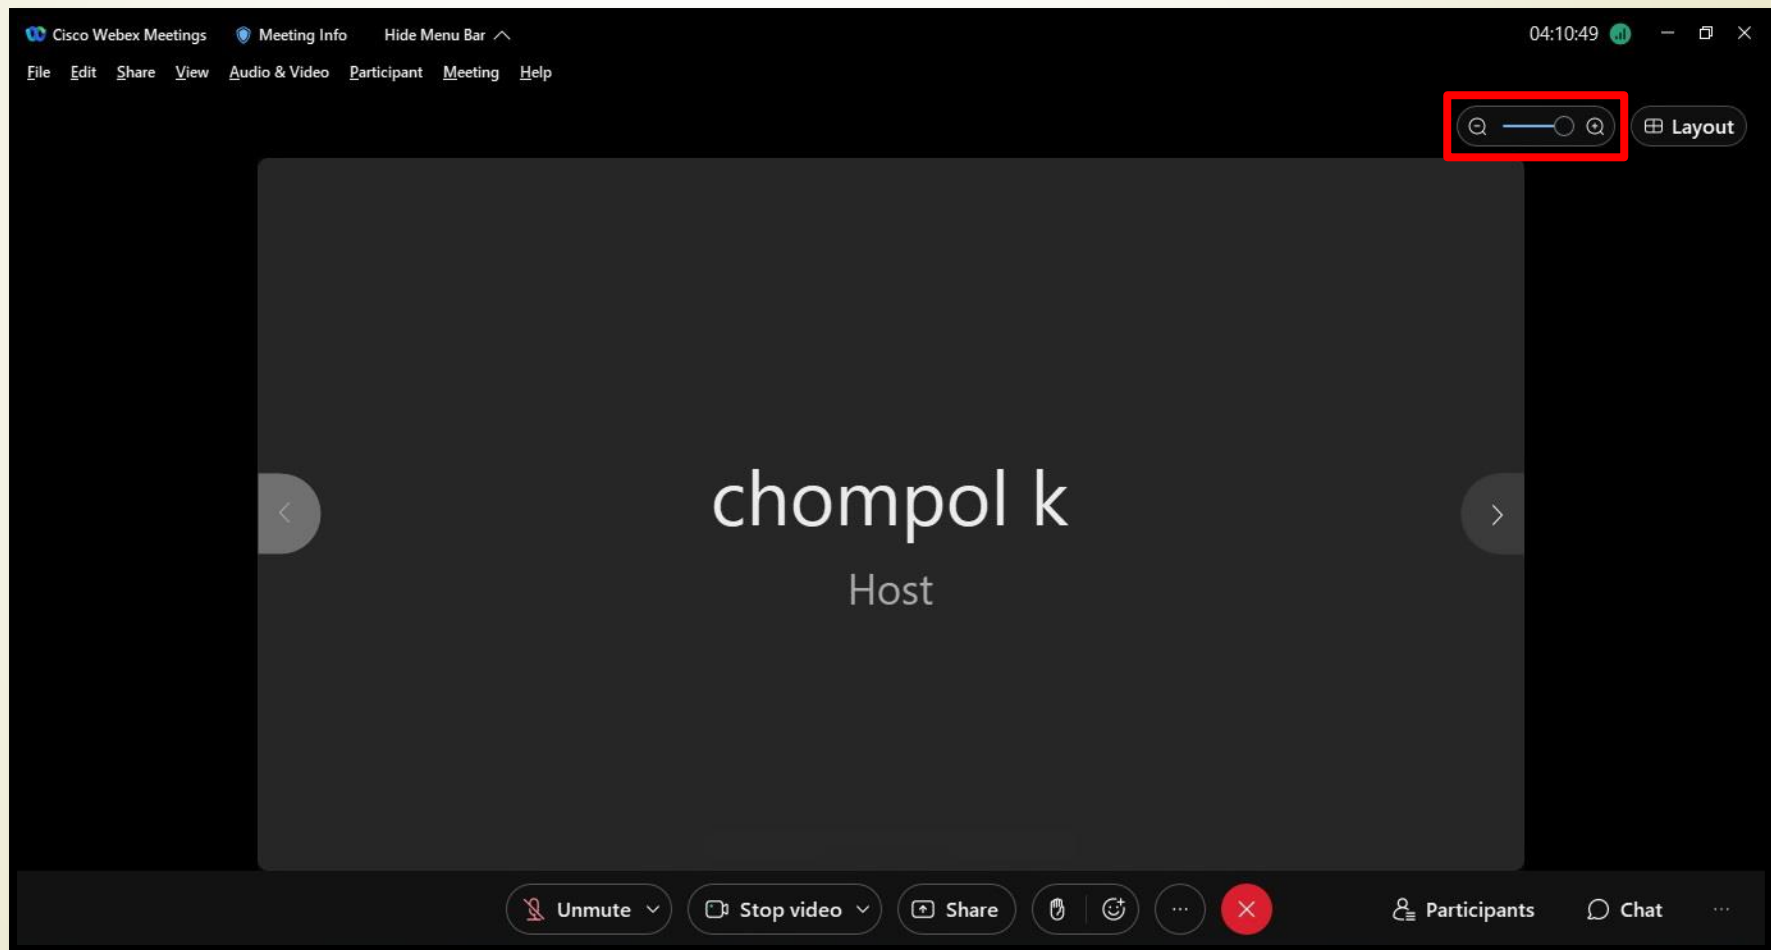 Cisco Webex Meetings Meeting Info Hide Menu Bar 04:10:49
File Edit Share View Audio & Video Participant Meeting Help
Layout
chompol k
Host
Unmute Stop video Share Participants Chat